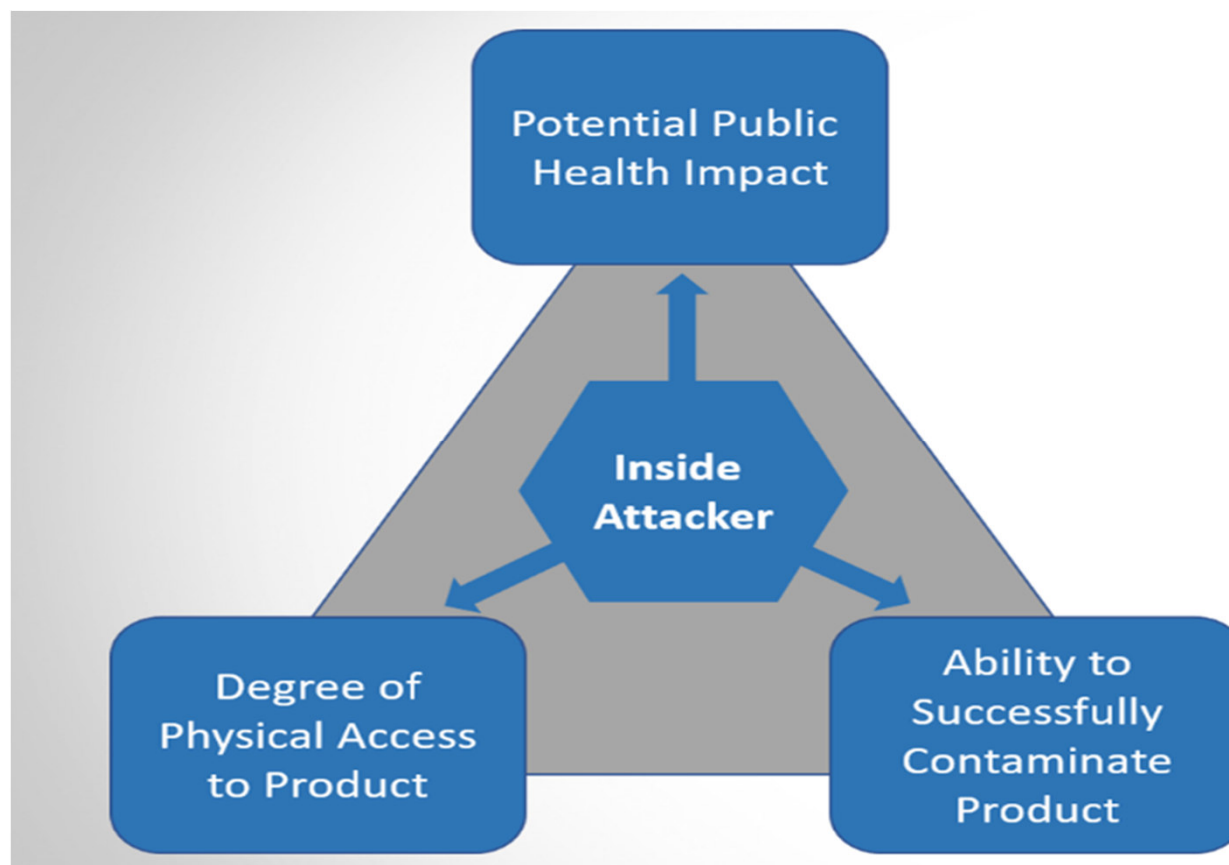 Potential Public
Health Impact
Inside
Attacker
Degree of
Physical Access
to Product
Ability to
Successfully
Contaminate
Product